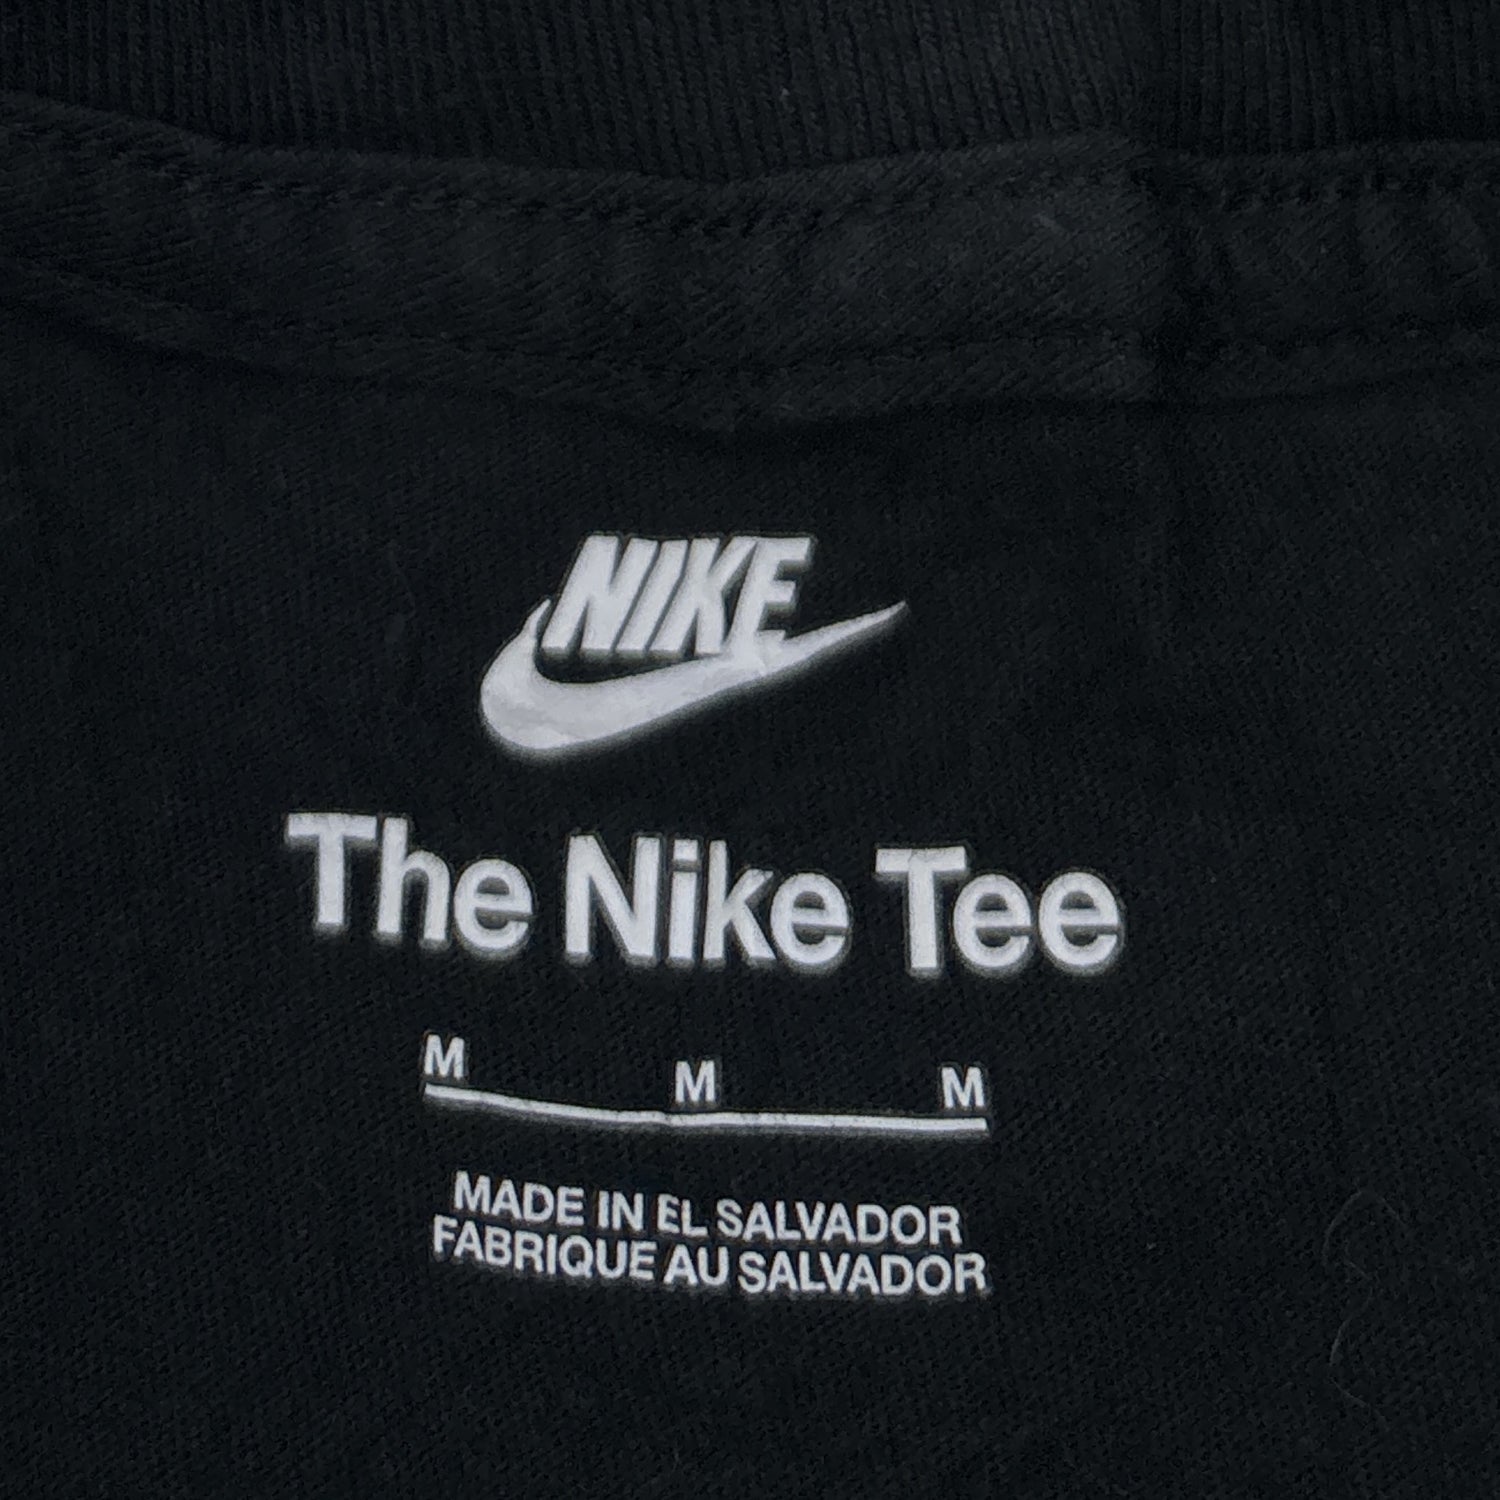 NIKE
The Nike Tee
M M M
MADE IN EL SALVADOR
FABRIQUE AU SALVADOR